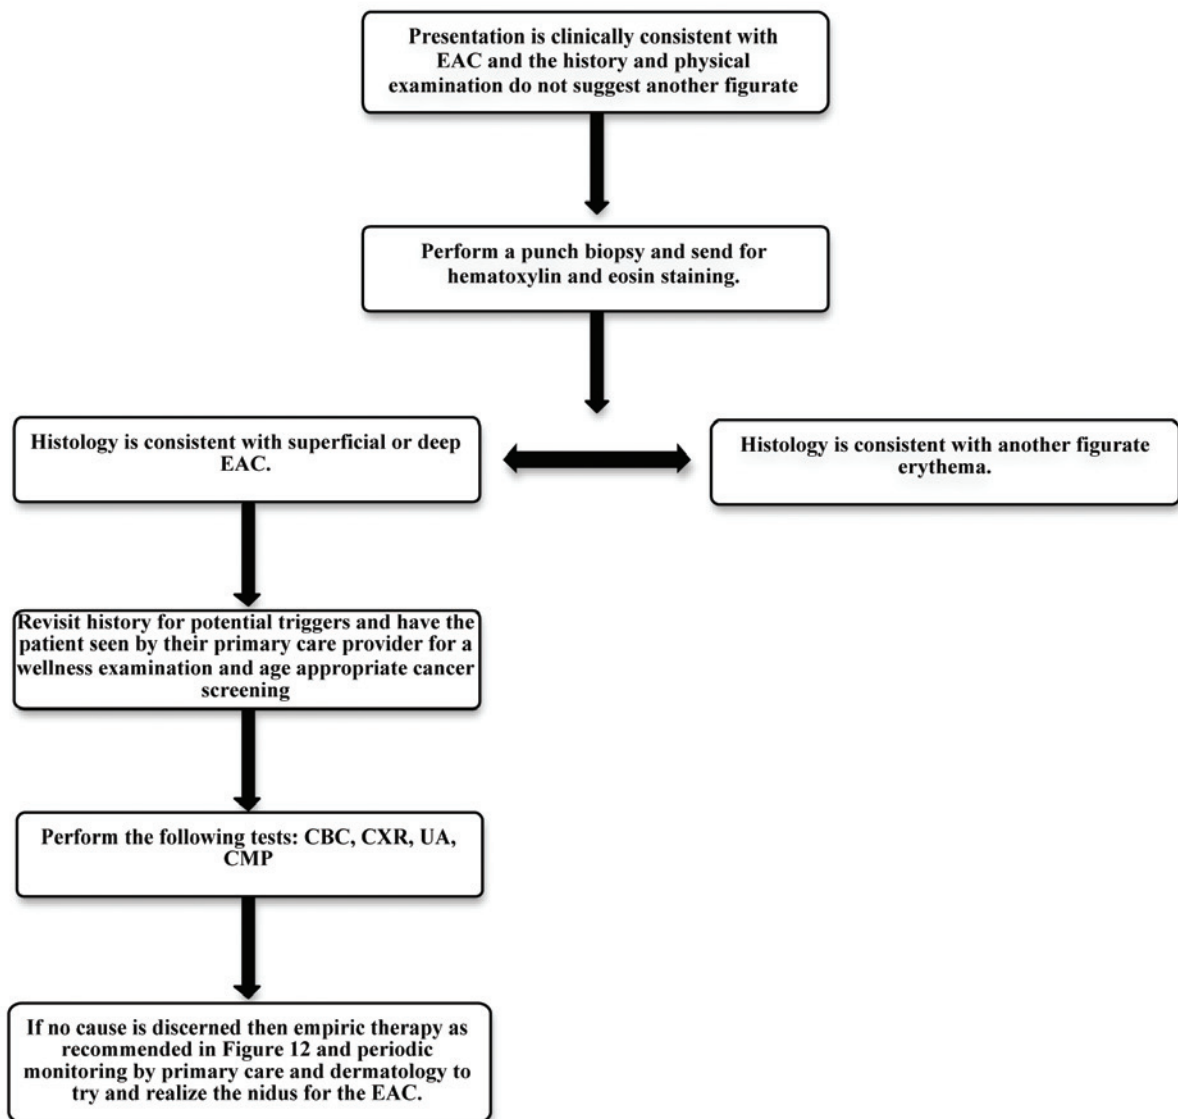 Presentation is clinically consistent with
EAC and the history and physical
examination do not suggest another figurate
Perform a punch biopsy and send for
hematoxylin and eosin staining.
Histology is consistent with superficial or deep
EAC.
Histology is consistent with another figurate
erythema.
Revisit history for potential triggers and have the
patient seen by their primary care provider for a
wellness examination and age appropriate cancer
screening
Perform the following tests: CBC, CXR, UA,
CMP
If no cause is discerned then empiric therapy as
recommended in Figure 12 and periodic
monitoring by primary care and dermatology to
try and realize the nidus for the EAC.